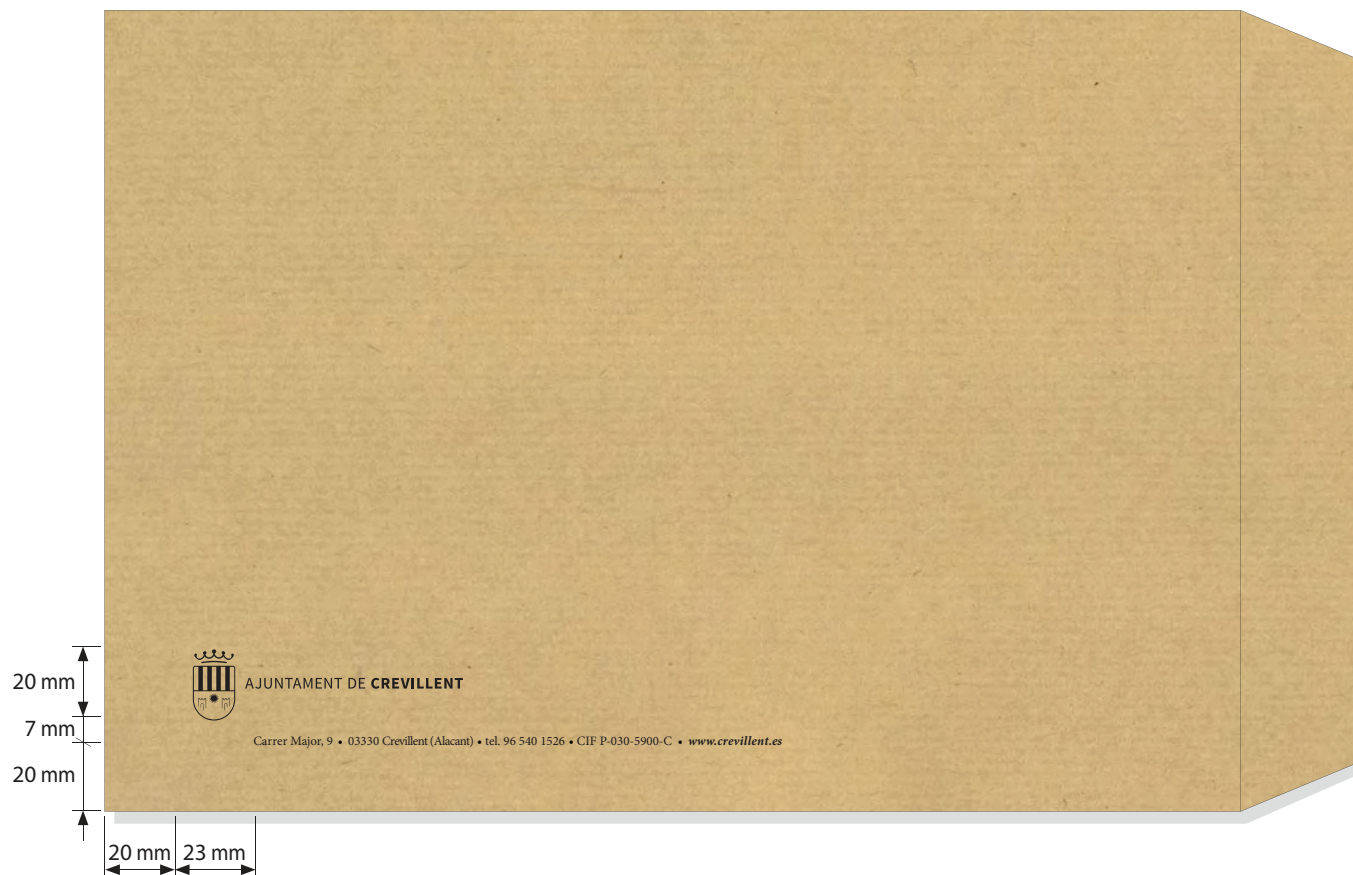 20 mm
AJUNTAMENT DE CREVILLENT
7 mm
Carrer Major, 9 • 03330 Crevillent (Alacant) • tel. 96 540 1526 • CIF P-030-5900-C • www.crevillent.es
20 mm
20 mm 23 mm